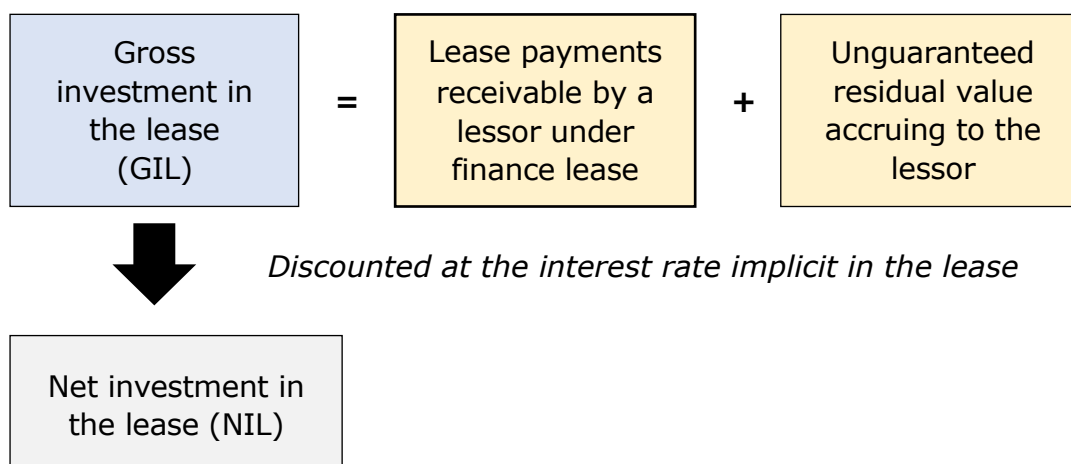 Gross
investment in
the lease
(GIL)
=
Lease payments
receivable by a
lessor under
finance lease
+
Unguaranteed
residual value
accruing to the
lessor
Discounted at the interest rate implicit in the lease
Net investment in
the lease (NIL)